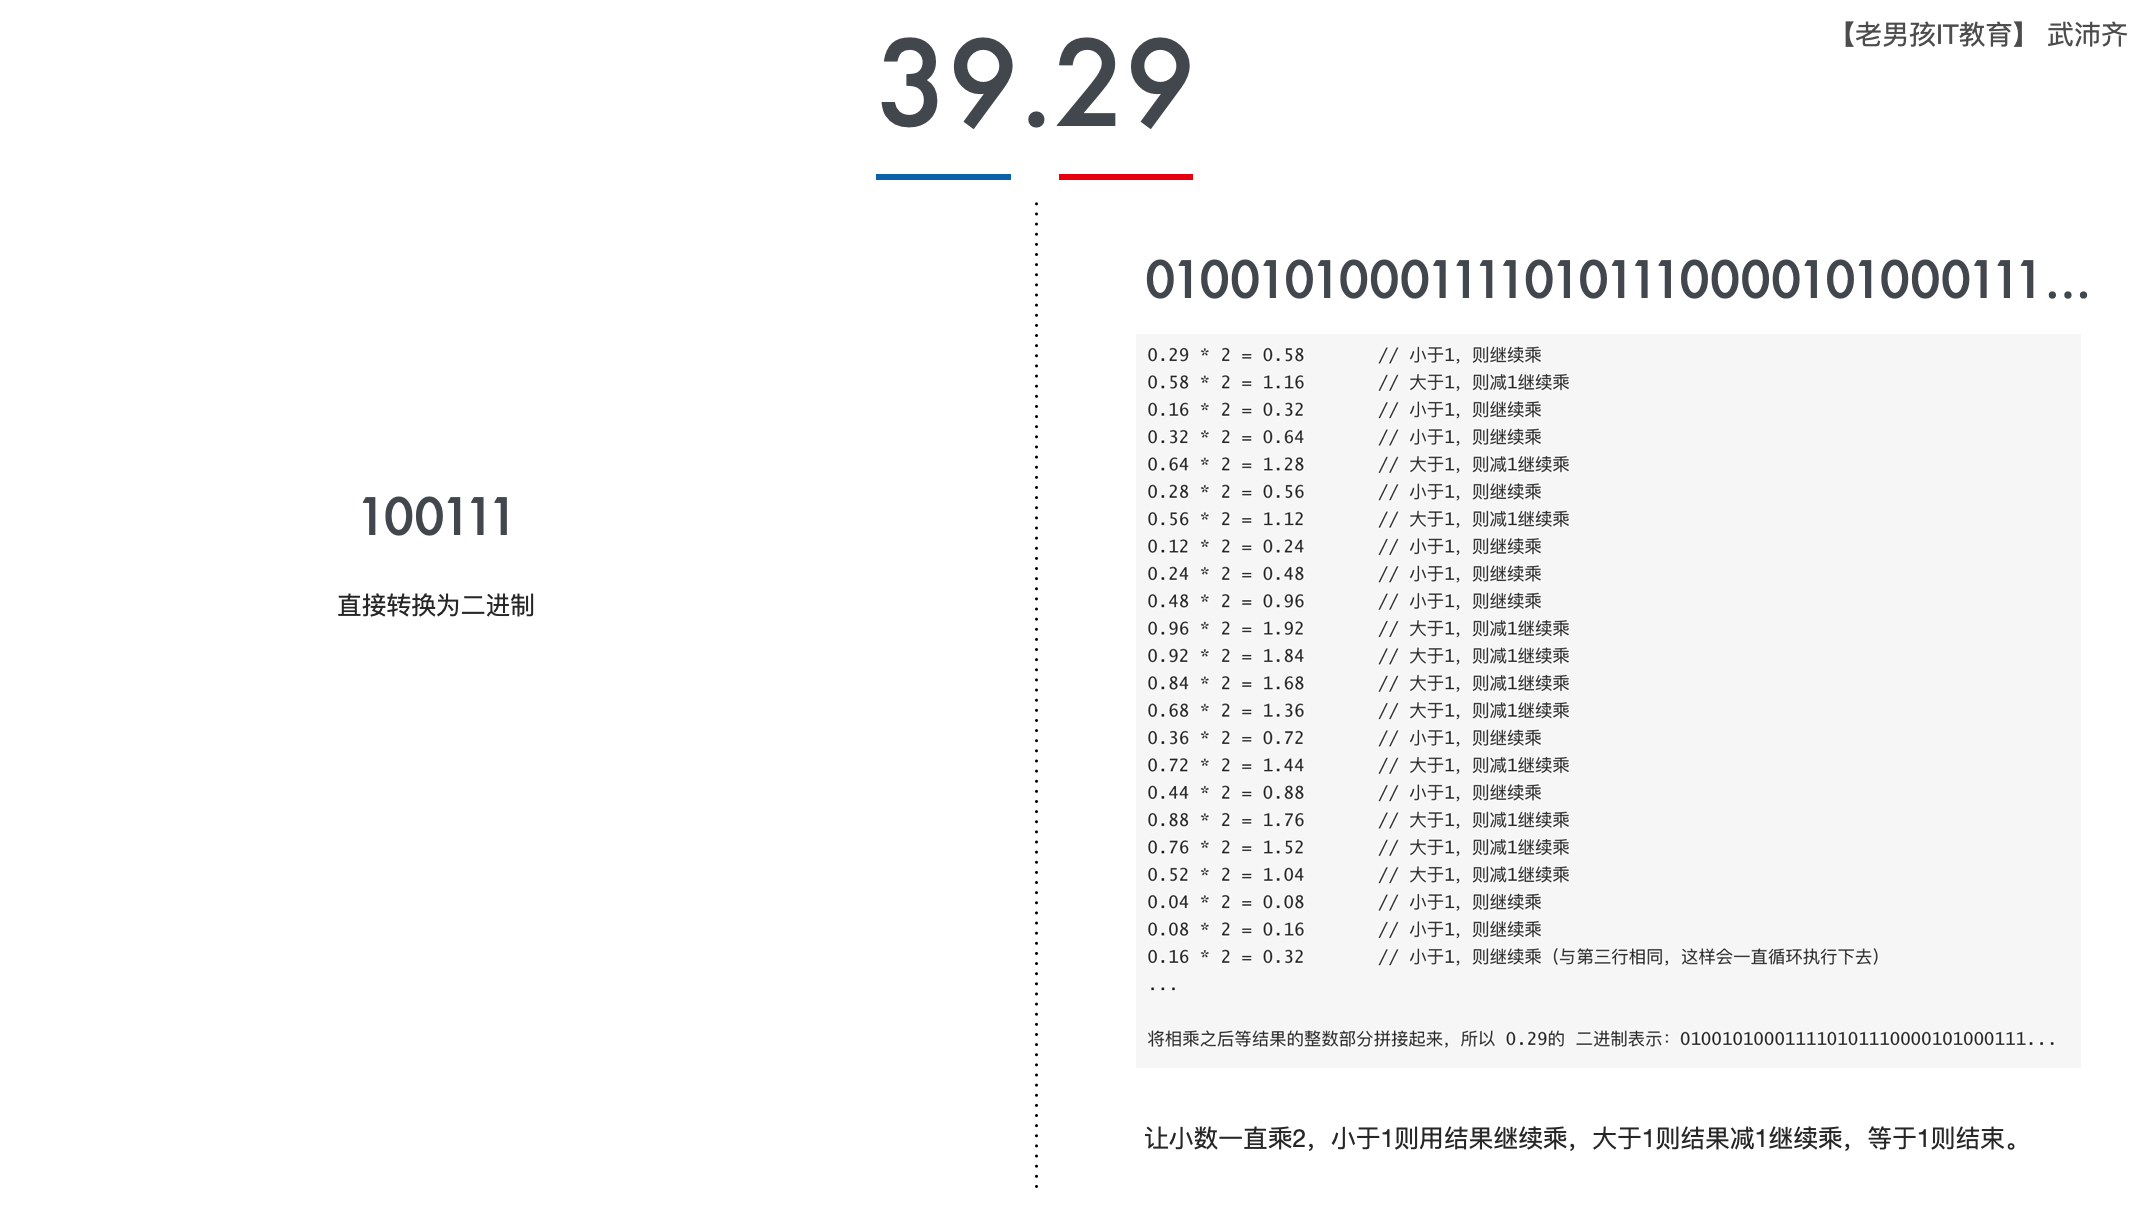 【老男孩IT教育】 武沛齐
39.29
100111
直接转换为二进制
010010100011110101110000101000111...
0.29 * 2 = 0.58 // 小于1，则继续乘
0.58 * 2 = 1.16 // 大于1，则减1继续乘
0.16 * 2 = 0.32 // 小于1，则继续乘
0.32 * 2 = 0.64 // 小于1，则继续乘
0.64 * 2 = 1.28 // 大于1，则减1继续乘
0.28 * 2 = 0.56 // 小于1，则继续乘
0.56 * 2 = 1.12 // 大于1，则减1继续乘
0.12 * 2 = 0.24 // 小于1，则继续乘
0.24 * 2 = 0.48 // 小于1，则继续乘
0.48 * 2 = 0.96 // 小于1，则继续乘
0.96 * 2 = 1.92 // 大于1，则减1继续乘
0.92 * 2 = 1.84 // 大于1，则减1继续乘
0.84 * 2 = 1.68 // 大于1，则减1继续乘
0.68 * 2 = 1.36 // 大于1，则减1继续乘
0.36 * 2 = 0.72 // 小于1，则继续乘
0.72 * 2 = 1.44 // 大于1，则减1继续乘
0.44 * 2 = 0.88 // 小于1，则继续乘
0.88 * 2 = 1.76 // 大于1，则减1继续乘
0.76 * 2 = 1.52 // 大于1，则减1继续乘
0.52 * 2 = 1.04 // 大于1，则减1继续乘
0.04 * 2 = 0.08 // 小于1，则继续乘
0.08 * 2 = 0.16 // 小于1，则继续乘
0.16 * 2 = 0.32 // 小于1，则继续乘（与第三行相同，这样会一直循环执行下去）
...
将相乘之后等结果的整数部分拼接起来，所以 0.29的 二进制表示：010010100011110101110000101000111...
让小数一直乘2，小于1则用结果继续乘，大于1则结果减1继续乘，等于1则结束。